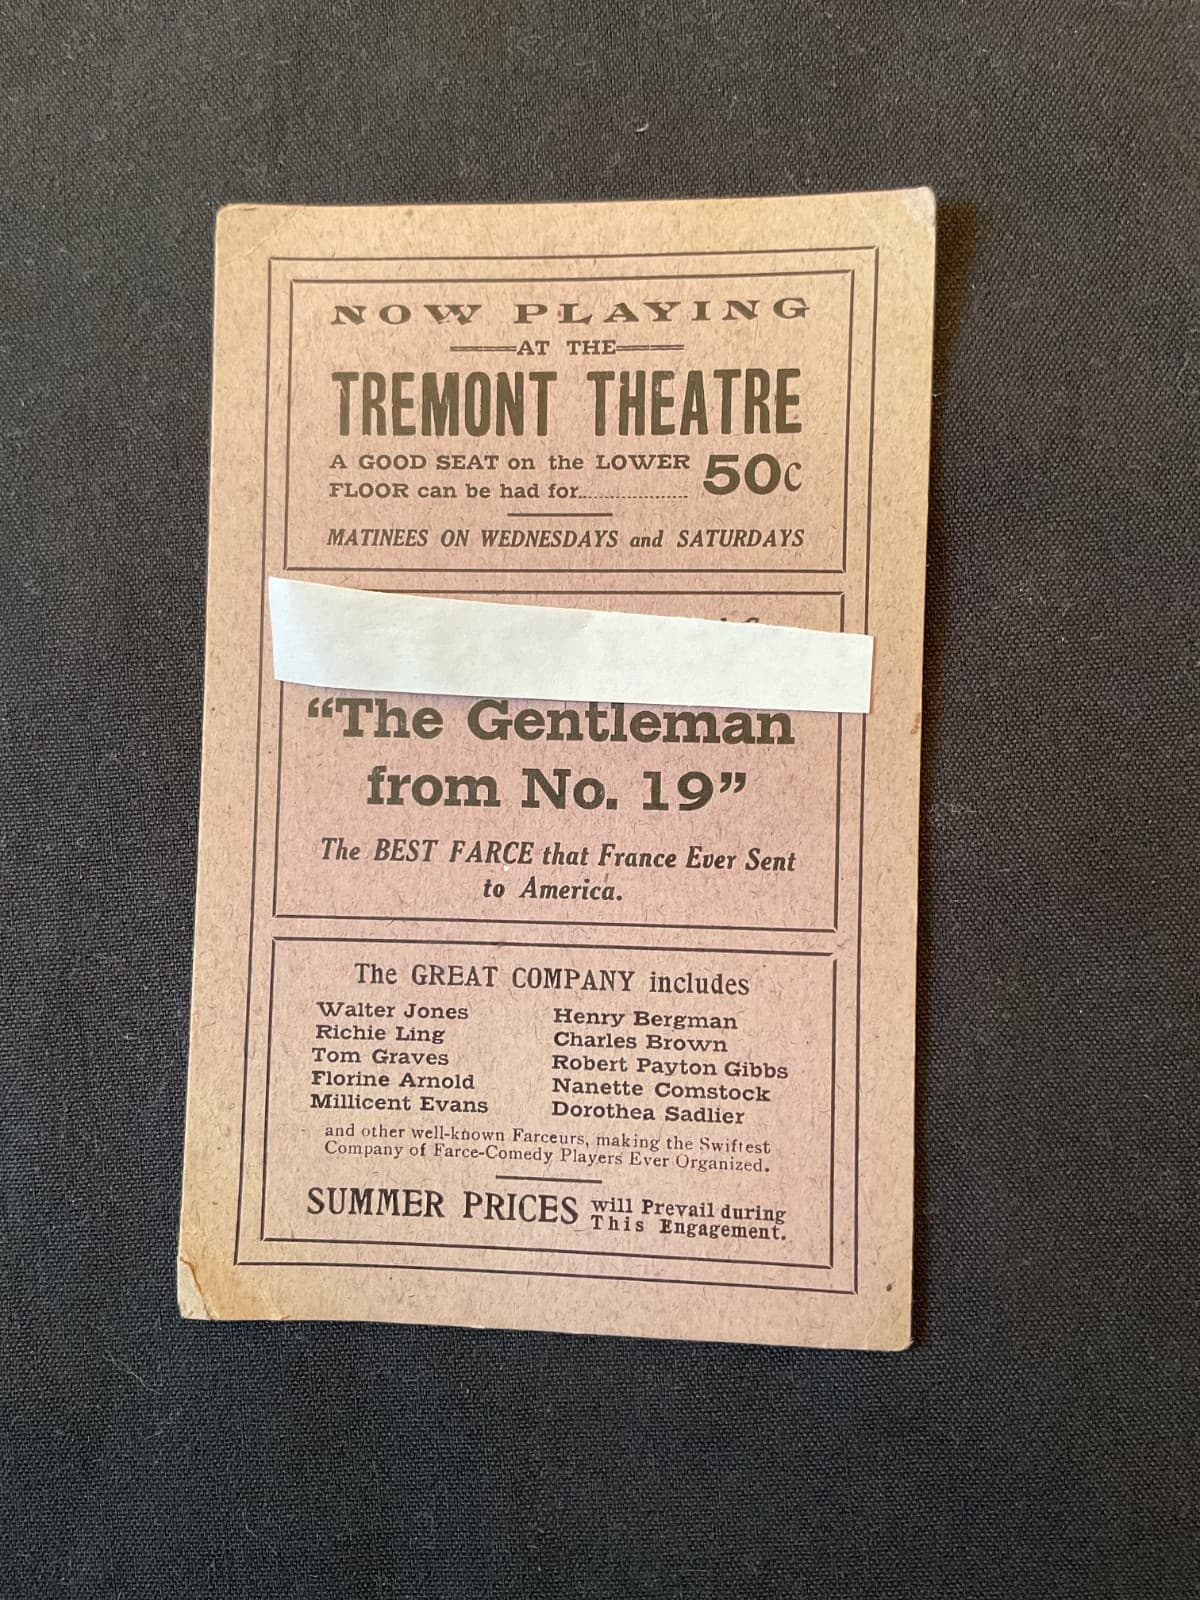 NOW PLAYING
AT THE
TREMONT THEATRE
A GOOD SEAT on the LOWER
FLOOR can be had for.................. 50c
MATINEES ON WEDNESDAYS and SATURDAYS
"The Gentleman
from No. 19"
The BEST FARCE that France Ever Sent
to America.
The GREAT COMPANY includes
Walter Jones
Richie Ling
Tom Graves
Florine Arnold
Millicent Evans
Henry Bergman
Charles Brown
Robert Payton Gibbs
Nanette Comstock
Dorothea Sadlier
and other well-known Farceurs, making the Swiftest
Company of Farce-Comedy Players Ever Organized.
SUMMER PRICES will Prevail during
This Engagement.